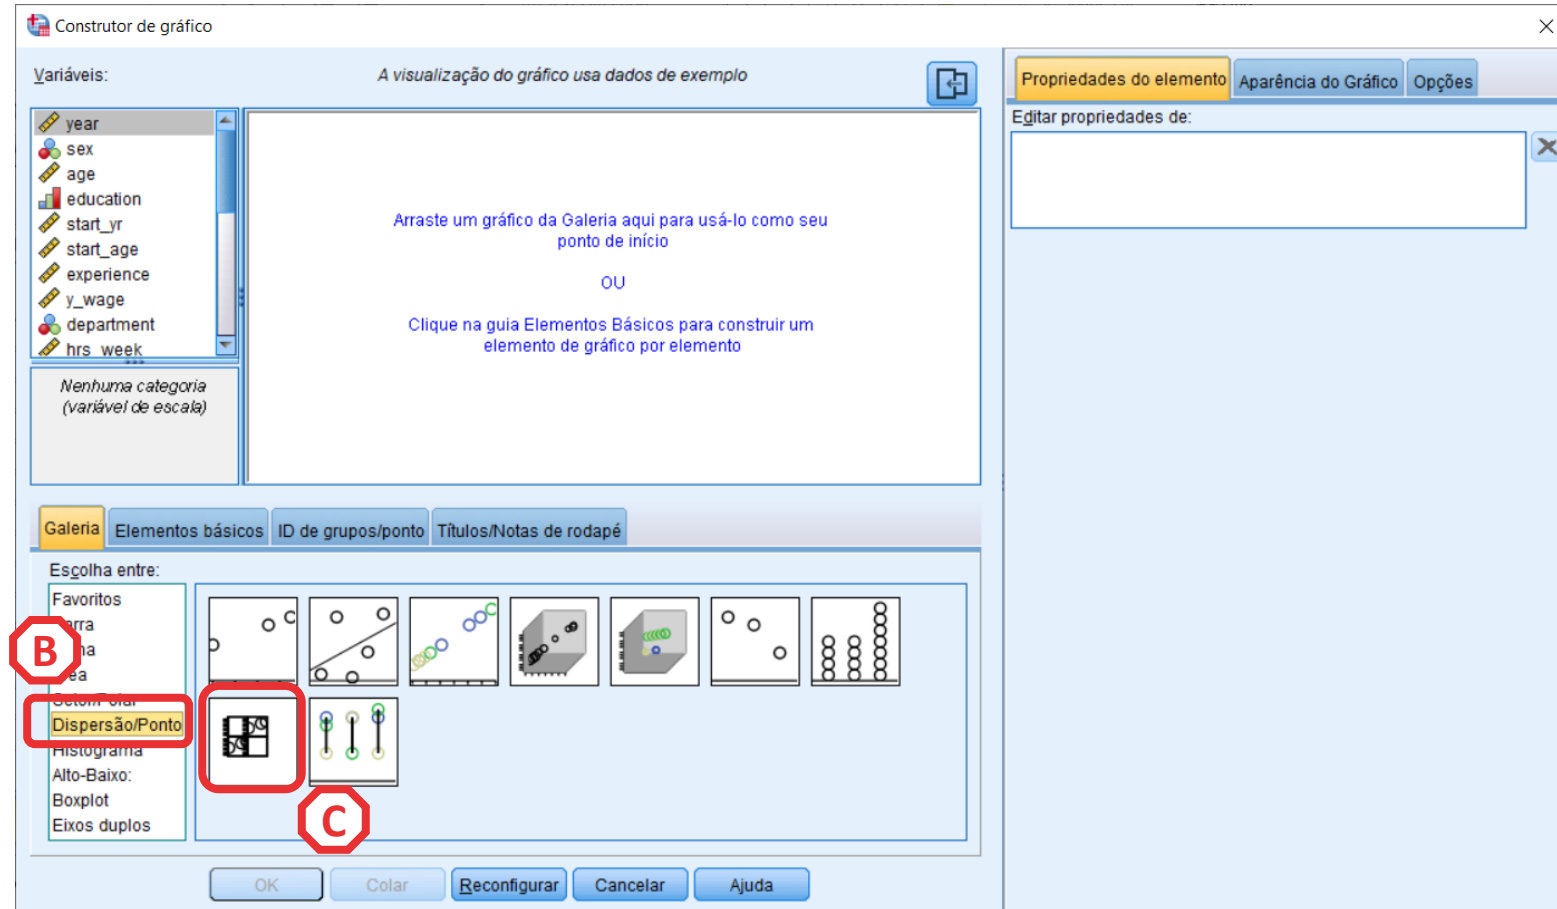 Construtor de gráfico
Variáveis:
A visualização do gráfico usa dados de exemplo
year
sex
age
education
start_yr
start_age
experience
y_wage
department
hrs_week
Nenhuma categoria
(variável de escala)
Arraste um gráfico da Galeria aqui para usá-lo como seu
ponto de início
OU
Clique na guia Elementos Básicos para construir um
elemento de gráfico por elemento
Propriedades do elemento Aparência do Gráfico Opções
Editar propriedades de:
Galeria Elementos básicos ID de grupos/ponto Títulos/Notas de rodapé
Escolha entre:
Favoritos
B
Dispersão/Ponto
Histograma
Alto-Baixo:
Boxplot
Eixos duplos
C
OK Colar Reconfigurar Cancelar Ajuda